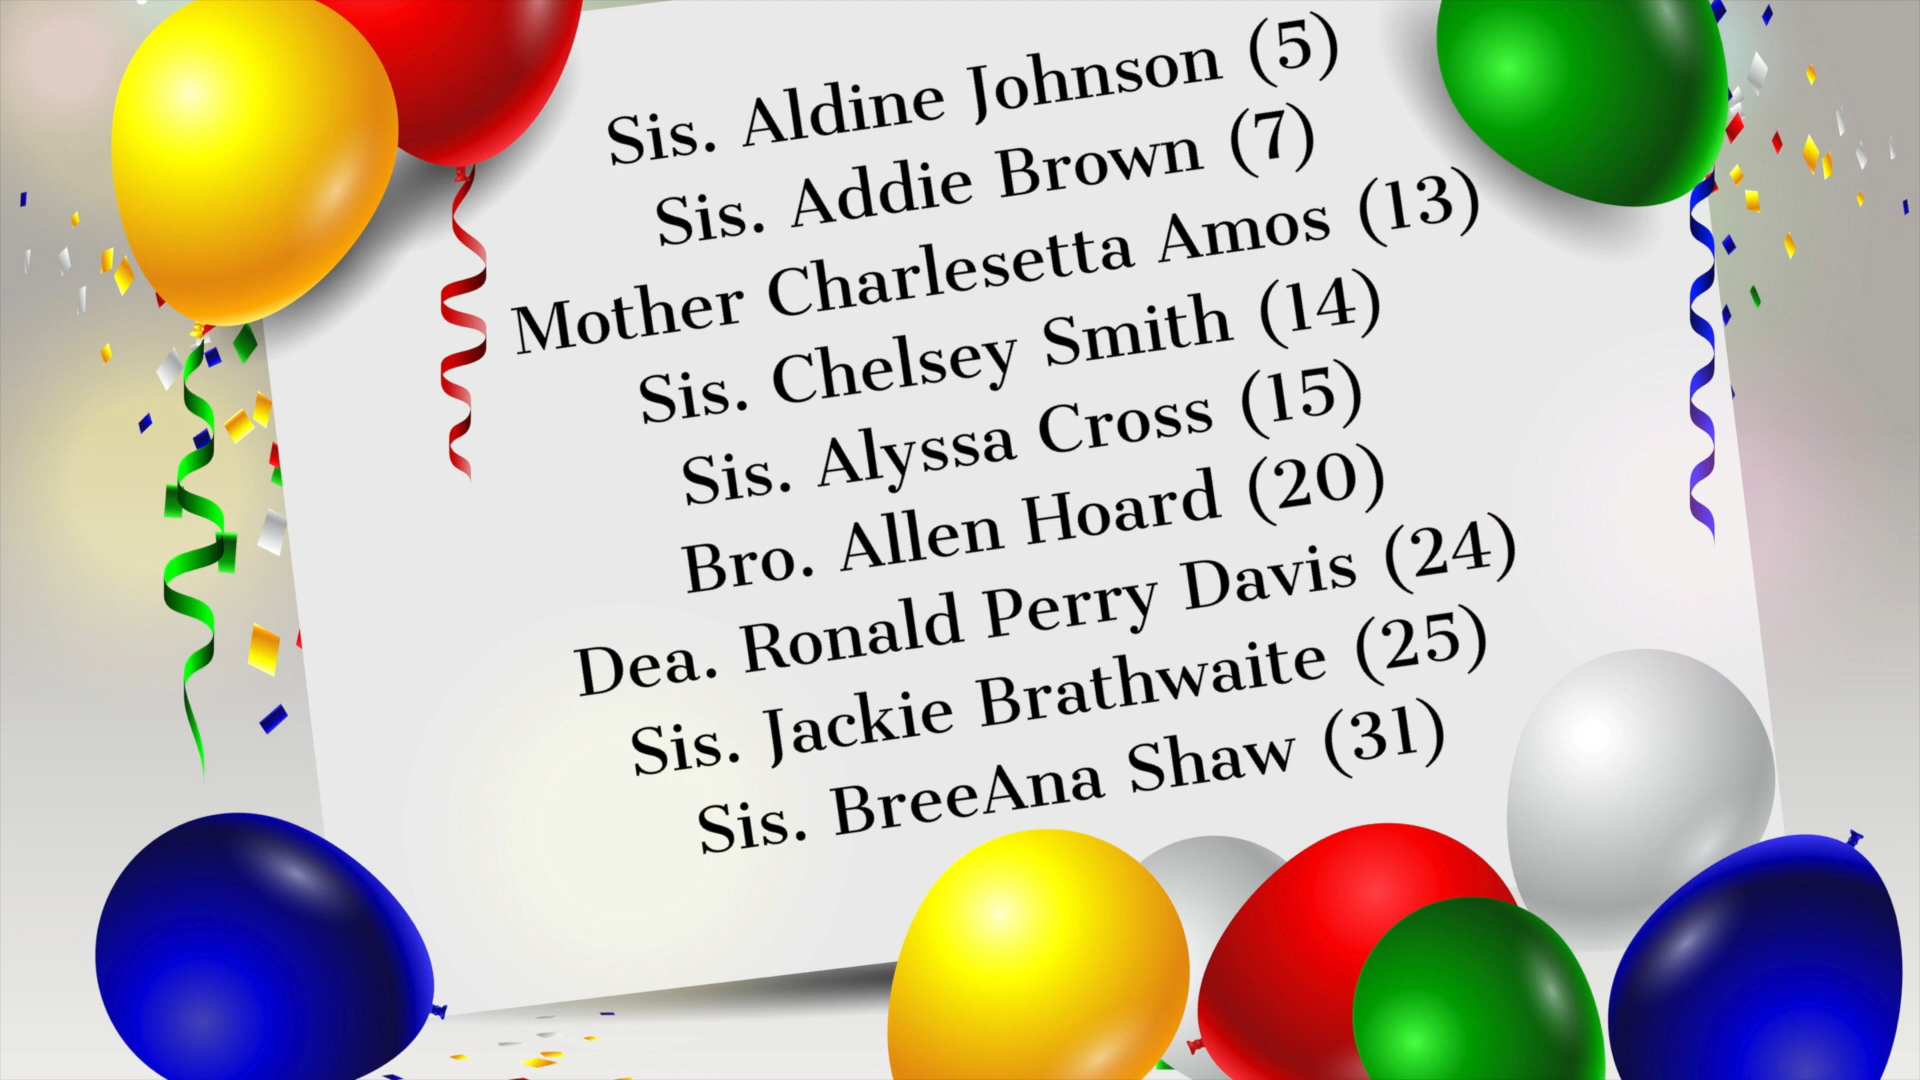 Sis. Aldine Johnson (5)
Sis. Addie Brown (7)
Mother Charlesetta Amos (13)
Sis. Chelsey Smith (14)
Sis. Alyssa Cross (15)
Bro. Allen Hoard (20)
Dea. Ronald Perry Davis (24)
Sis. Jackie Brathwaite (25)
Sis. BreeAna Shaw (31)